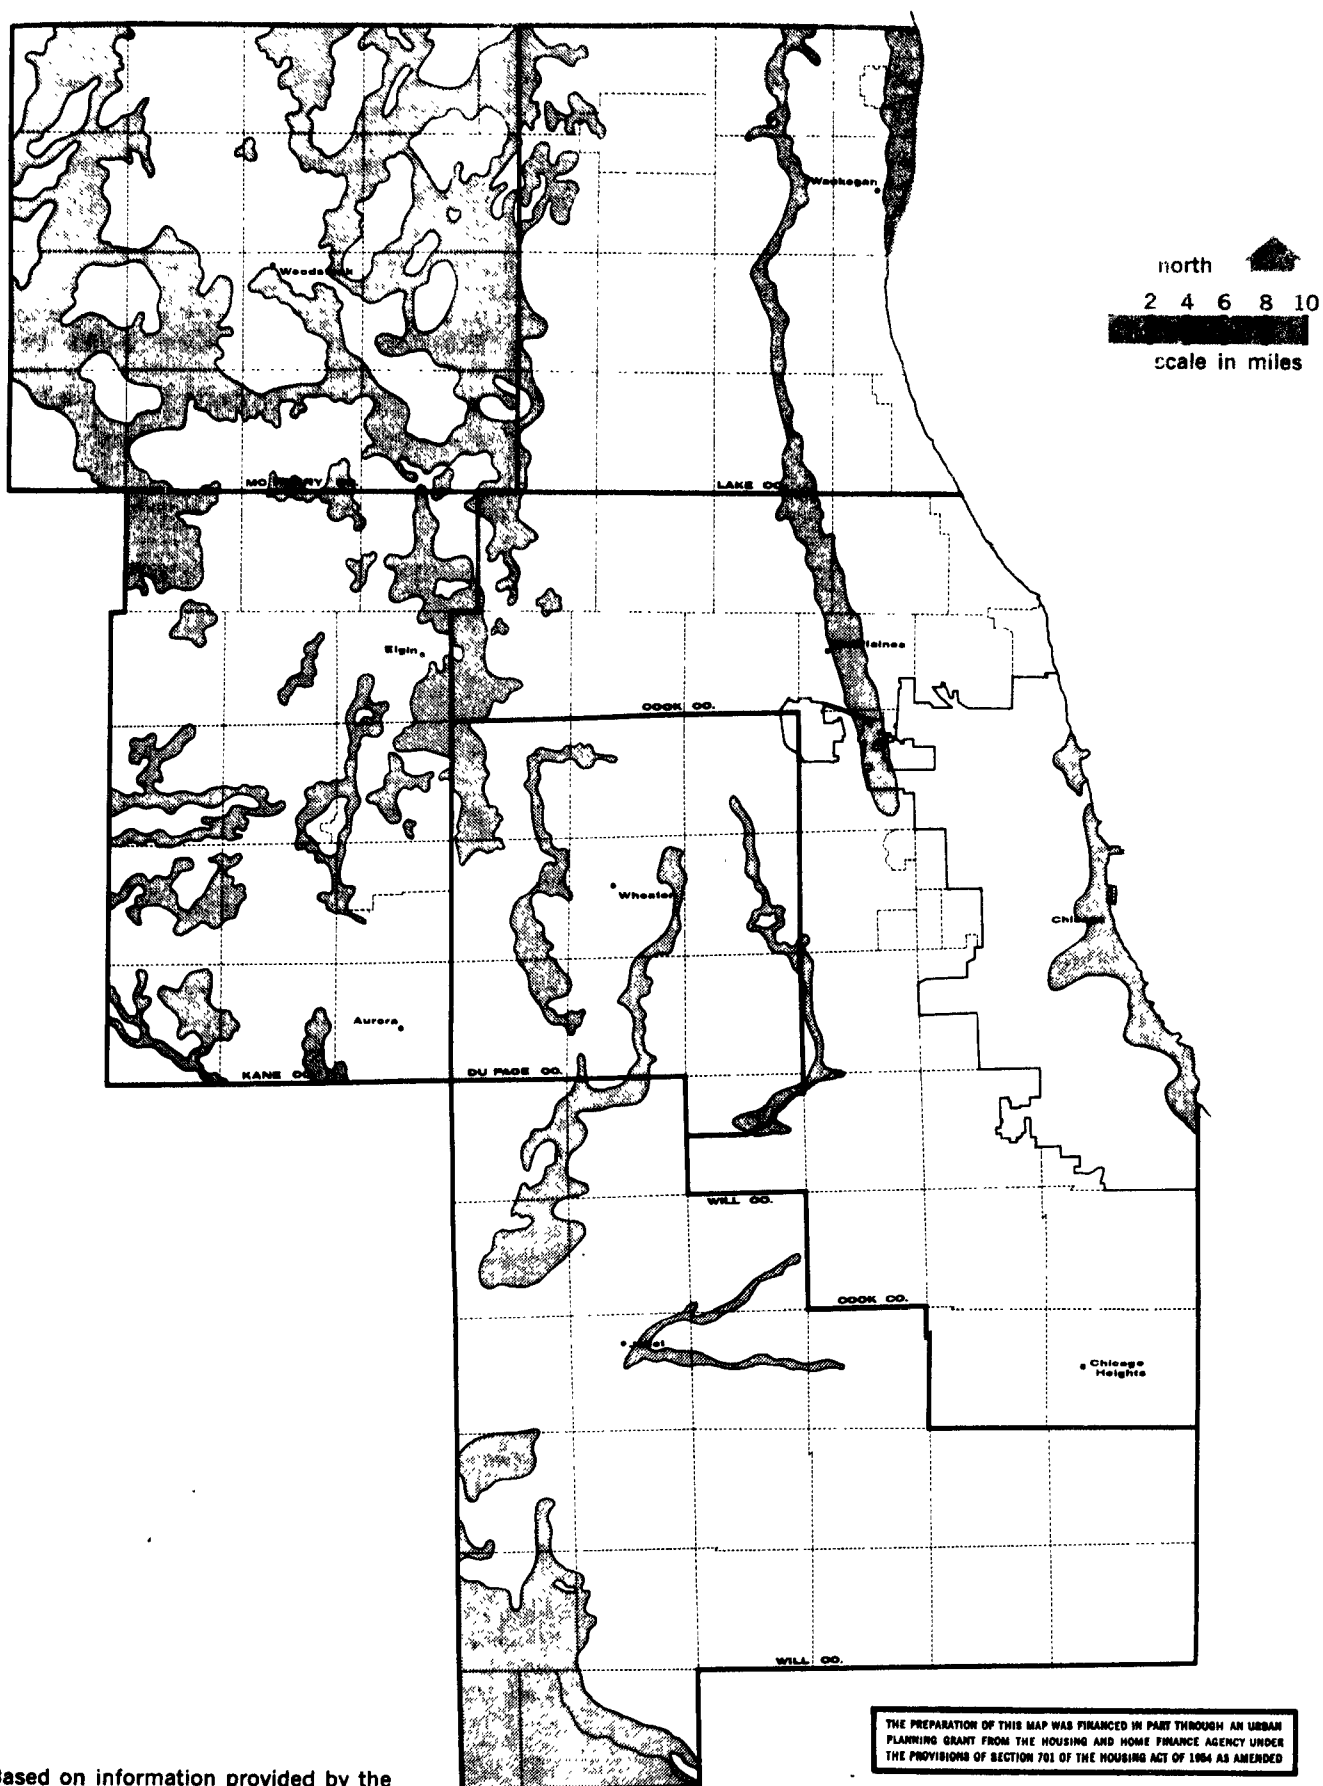 Waukegan
north
2 4 6 8 10
scale in miles
LAKE CO.
Elgin
COOK CO.
Wheaton
Chicago
Aurora
KANE CO.
DU PAGE CO.
WILL CO.
COOK CO.
Chicago
Heights
WILL CO.
THE PREPARATION OF THIS MAP WAS FINANCED IN PART THROUGH AN URBAN
PLANNING GRANT FROM THE HOUSING AND HOME FINANCE AGENCY UNDER
THE PROVISIONS OF SECTION 701 OF THE HOUSING ACT OF 1954 AS AMENDED
Based on information provided by the